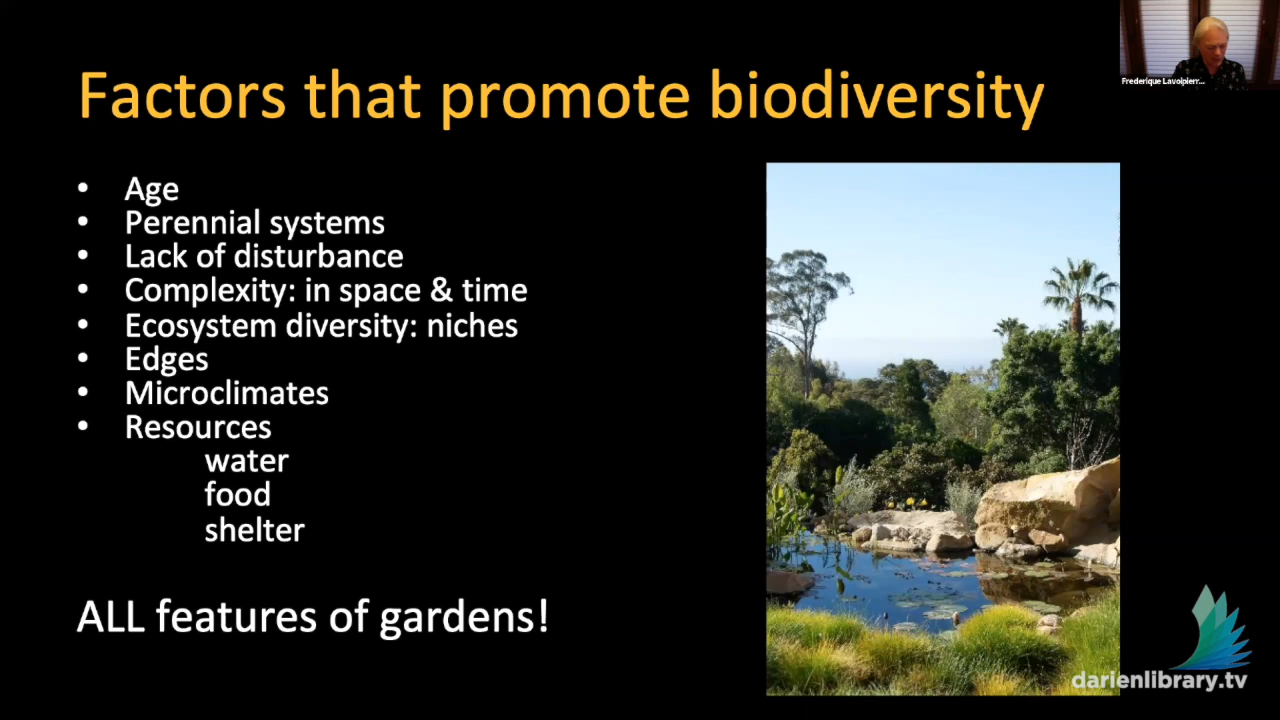 Factors that promote biodiversity
Frederique Lavoipierr...
• Age
• Perennial systems
• Lack of disturbance
• Complexity: in space & time
• Ecosystem diversity: niches
• Edges
• Microclimates
• Resources
water
food
shelter
ALL features of gardens!
darienlibrary.tv